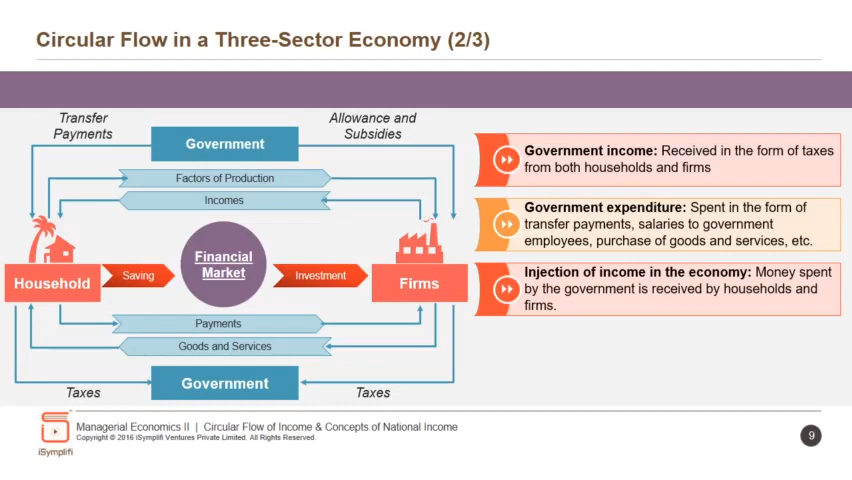 Circular Flow in a Three-Sector Economy (2/3)
Transfer
Payments
Government
Allowance and
Subsidies
Factors of Production
Incomes
Financial
Market
Household
Saving
Investment
Firms
Payments
Goods and Services
Government
Taxes
Taxes
Government income: Received in the form of taxes
from both households and firms
Government expenditure: Spent in the form of
transfer payments, salaries to government
employees, purchase of goods and services, etc.
Injection of income in the economy: Money spent
by the government is received by households and
firms.
iSymplifi
Managerial Economics II | Circular Flow of Income & Concepts of National Income
Copyright © 2016 iSymplifi Ventures Private Limited. All Rights Reserved.
9